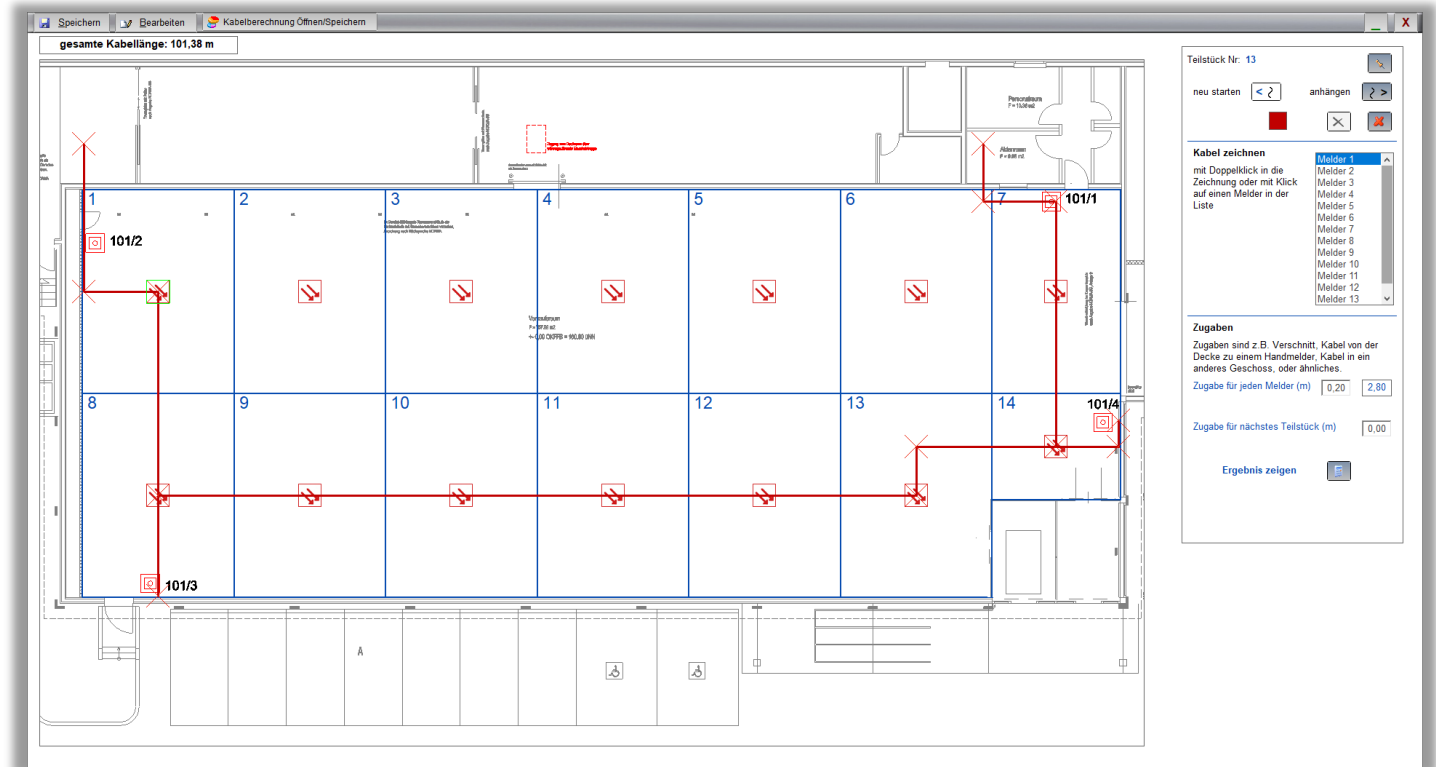 Speichern
Bearbeiten
Kabelberechnung Öffnen/Speichern
X
gesamte Kabellänge: 101,38 m
Teilstück Nr: 13
neu starten
anhängen
Kabel zeichnen
mit Doppelklick in die
Zeichnung oder mit Klick
auf einen Melder in der
Liste
Melder 1
Melder 2
Melder 3
Melder 4
Melder 5
Melder 6
Melder 7
Melder 8
Melder 9
Melder 10
Melder 11
Melder 12
Melder 13
Zugaben
Zugaben sind z.B. Verschnitt, Kabel von der
Decke zu einem Handmelder, Kabel in ein
anderes Geschoss, oder ähnliches.
Zugabe für jeden Melder (m) 0,20 2,80
Zugabe für nächstes Teilstück (m) 0,00
Ergebnis zeigen
Personalraum
1
2
3
4
5
6
7
101/1
101/2
8
9
10
11
12
13
14
101/4
101/3
A